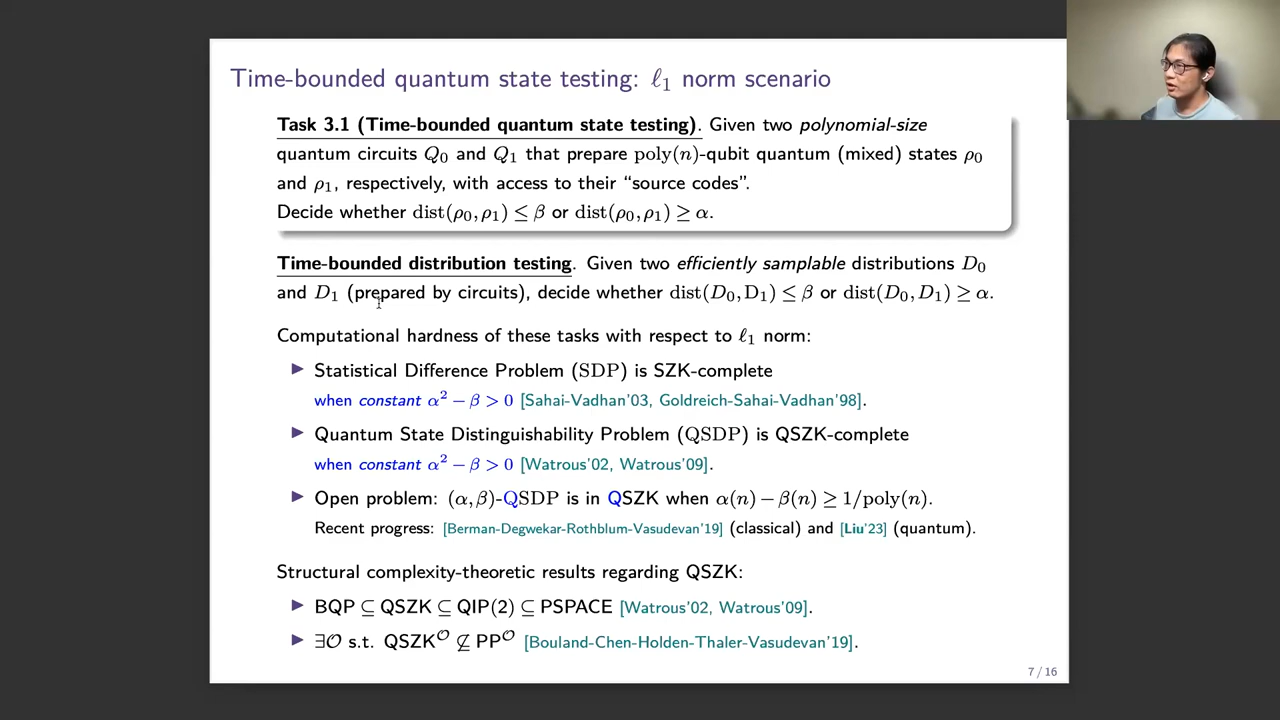 Time-bounded quantum state testing: ℓ₁ norm scenario
Task 3.1 (Time-bounded quantum state testing). Given two polynomial-size
quantum circuits Q₀ and Q₁ that prepare poly(n)-qubit quantum (mixed) states ρ₀
and ρ₁, respectively, with access to their “source codes”.
Decide whether dist(ρ₀, ρ₁) ≤ β or dist(ρ₀, ρ₁) ≥ α.
Time-bounded distribution testing. Given two efficiently samplable distributions D₀
and D₁ (prepared by circuits), decide whether dist(D₀, D₁) ≤ β or dist(D₀, D₁) ≥ α.
Computational hardness of these tasks with respect to ℓ₁ norm:
▶ Statistical Difference Problem (SDP) is SZK-complete
when constant α² − β > 0 [Sahai-Vadhan’03, Goldreich-Sahai-Vadhan’98].
▶ Quantum State Distinguishability Problem (QSDP) is QSZK-complete
when constant α² − β > 0 [Watrous’02, Watrous’09].
▶ Open problem: (α, β)-QSDP is in QSZK when α(n) − β(n) ≥ 1/poly(n).
Recent progress: [Berman-Degwekar-Rothblum-Vasudevan’19] (classical) and [Liu’23] (quantum).
Structural complexity-theoretic results regarding QSZK:
▶ BQP ⊆ QSZK ⊆ QIP(2) ⊆ PSPACE [Watrous’02, Watrous’09].
▶ ∃𝒪 s.t. QSZK^𝒪 ⊈ PP^𝒪 [Bouland-Chen-Holden-Thaler-Vasudevan’19].
7 / 16